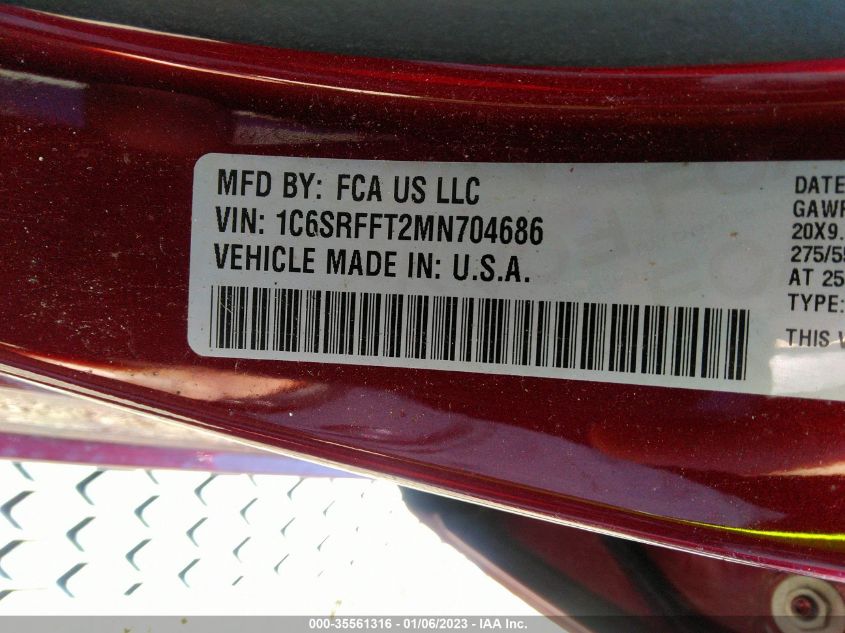 MFD BY: FCA US LLC
VIN: 1C6SRFFT2MN704686
VEHICLE MADE IN: U.S.A.
DATE
GAWR
20X9.
275/55
AT 25
TYPE:
THIS
000-35561316 - 01/06/2023 - IAA Inc.